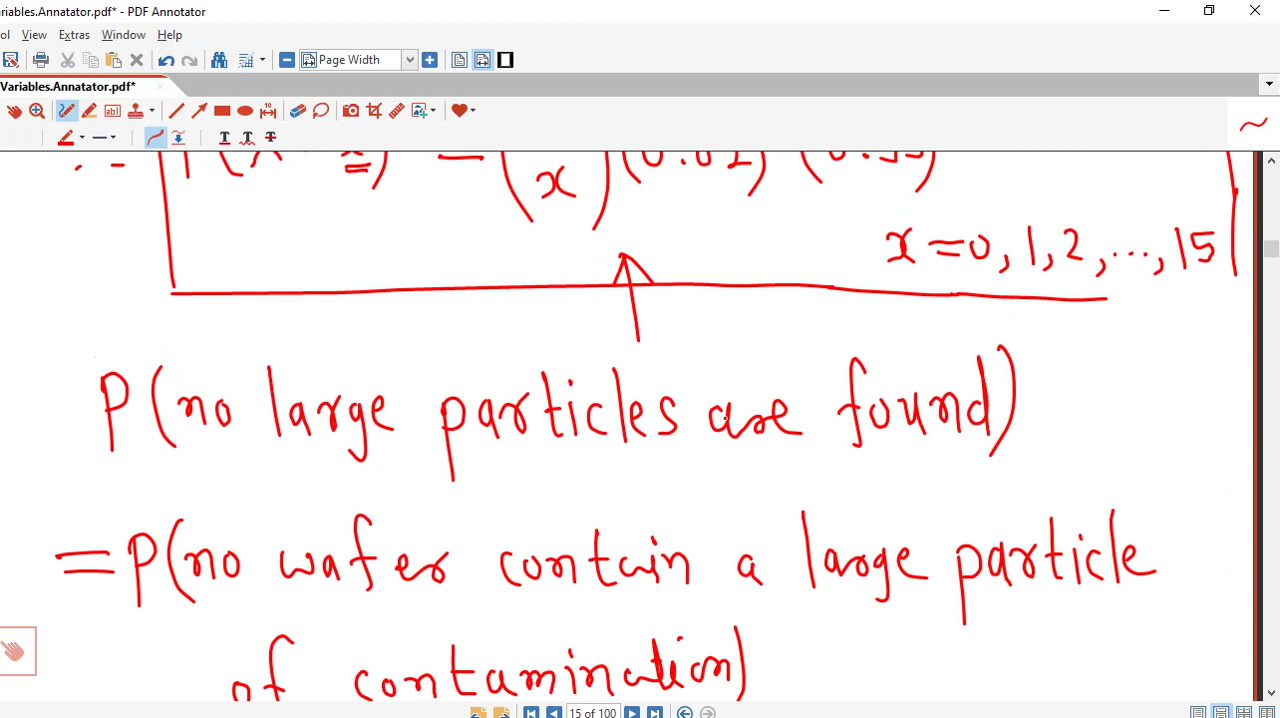 ariables.Annatator.pdf* - PDF Annotator
ol View Extras Window Help
Page Width
Variables.Annatator.pdf*
x = 0, 1, 2, ..., 15
P(no large particles are found)
= P(no wafer contain a large particle
of contamination)
15 of 100